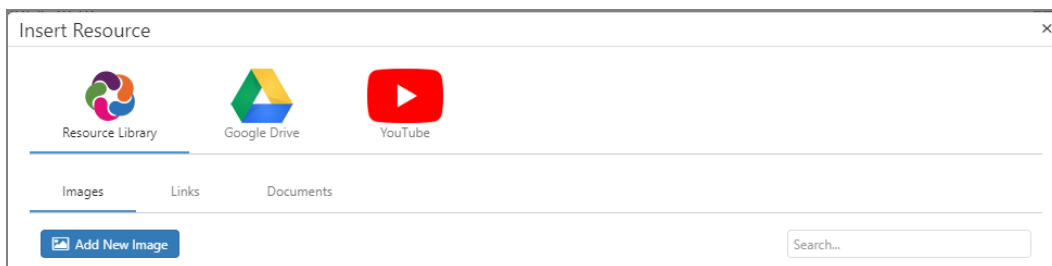 Insert Resource ×
Resource Library Google Drive YouTube
Images Links Documents
Add New Image Search...